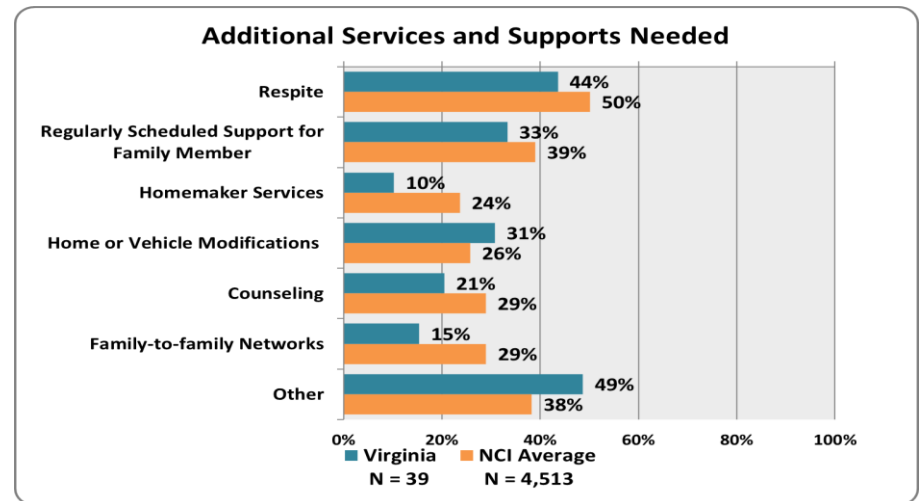 Additional Services and Supports Needed
Respite
44%
50%
Regularly Scheduled Support for
Family Member
33%
39%
Homemaker Services
10%
24%
Home or Vehicle Modifications
31%
26%
Counseling
21%
29%
Family-to-family Networks
15%
29%
Other
49%
38%
0% 20% 40% 60% 80% 100%
Virginia NCI Average
N = 39 N = 4,513